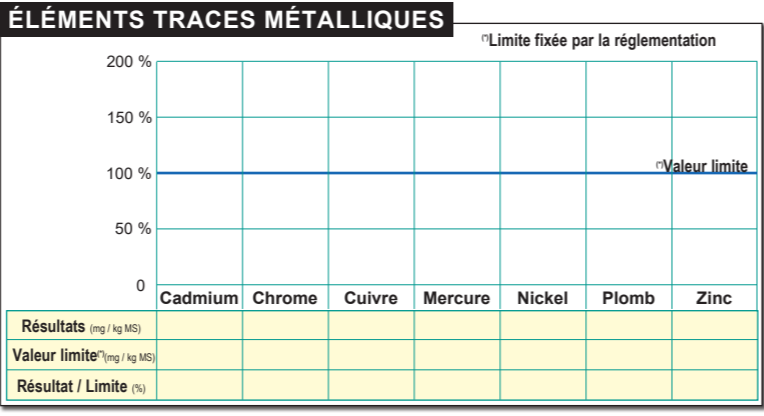 ÉLÉMENTS TRACES MÉTALLIQUES
(*)Limite fixée par la réglementation
200 %
150 %
100 %
(*)Valeur limite
50 %
0
Cadmium Chrome Cuivre Mercure Nickel Plomb Zinc
Résultats (mg / kg MS)
Valeur limite(*)(mg / kg MS)
Résultat / Limite (%)